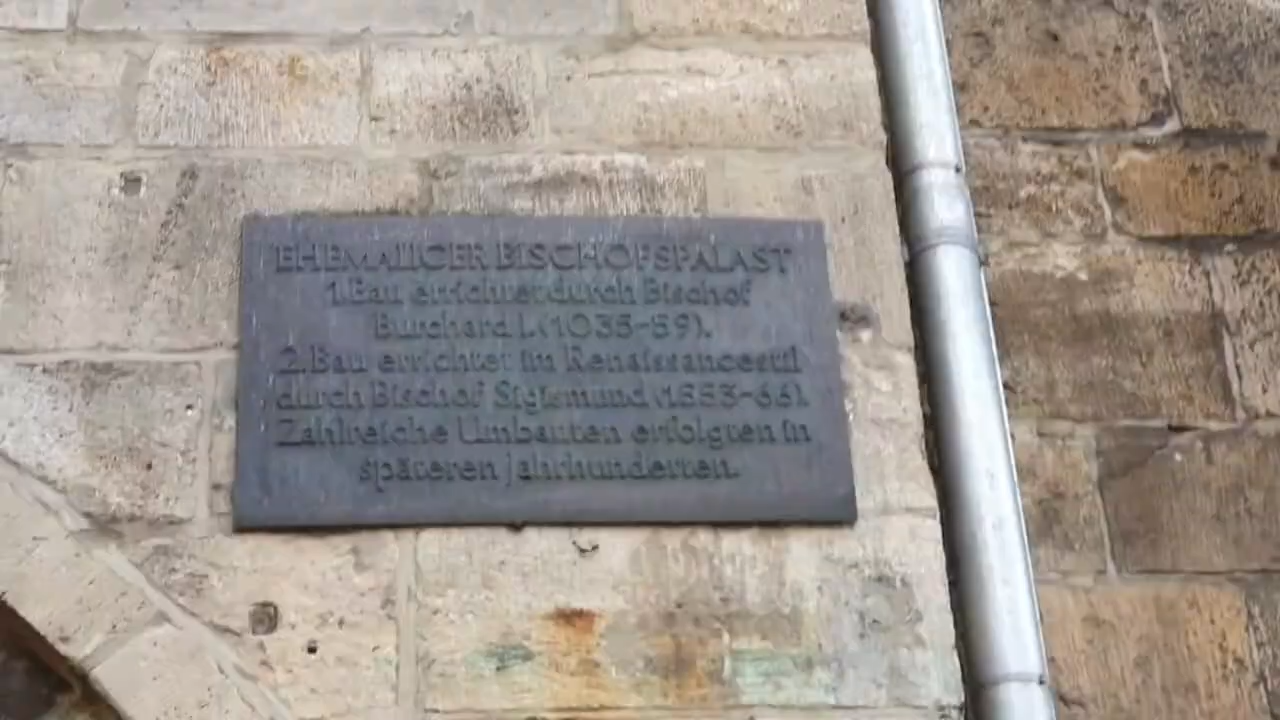 EHEMALIGER BISCHOFSPALAST
1.Bau errichtet durch Bischof
Burchard I.(1035-59).
2.Bau errichtet im Renaissancestil
durch Bischof Sigismund (1553-66).
Zahlreiche Umbauten erfolgten in
späteren Jahrhunderten.